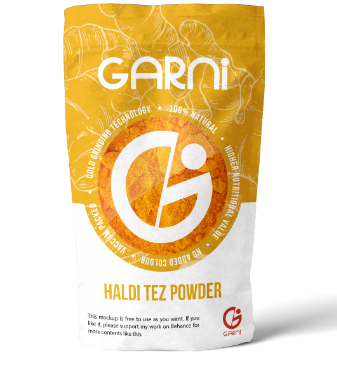 GARNi
COLD GRINDING TECHNOLOGY • 100% NATURAL • HIGHER NUTRITIONAL VALUE • NO ADDED COLOUR • VACCUM PACKED
HALDI TEZ POWDER
This mockup is free to use as you want. If you
like it, please support my work on Behance for
more contents like this.
GARNi